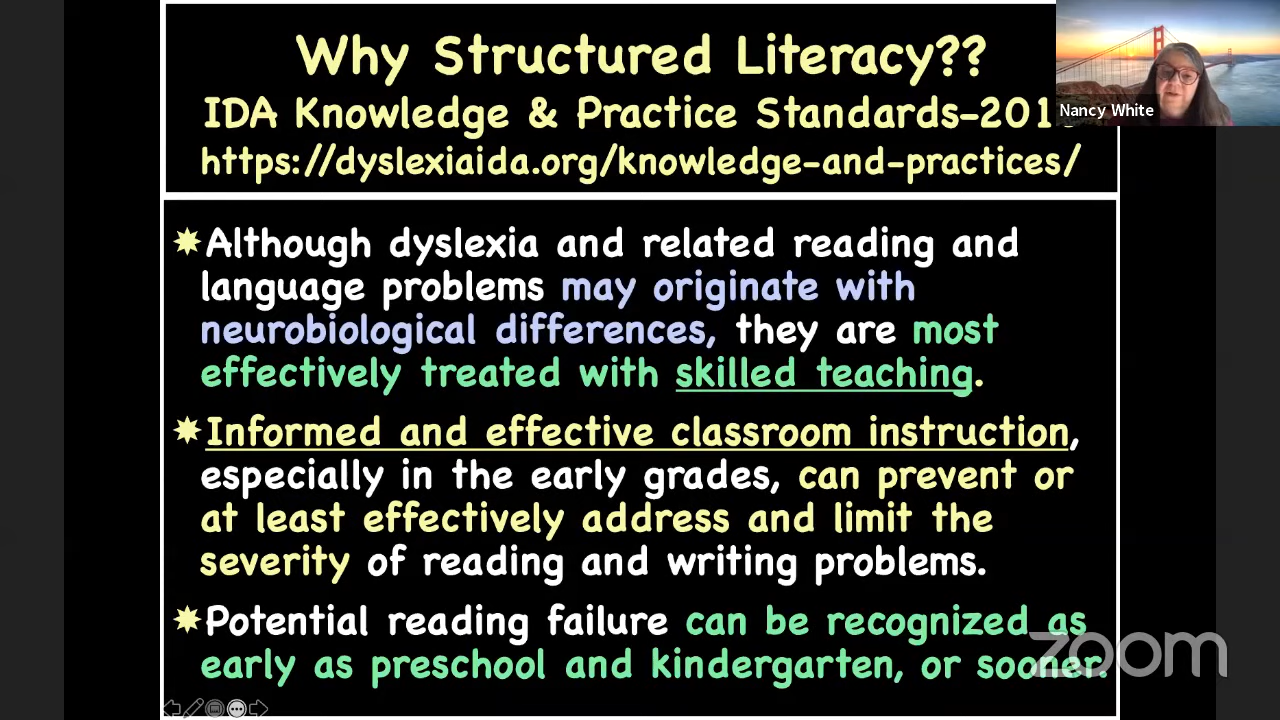 Why Structured Literacy??
IDA Knowledge & Practice Standards-201
https://dyslexiaida.org/knowledge-and-practices/
Nancy White
Although dyslexia and related reading and
language problems may originate with
neurobiological differences, they are most
effectively treated with skilled teaching.
Informed and effective classroom instruction,
especially in the early grades, can prevent or
at least effectively address and limit the
severity of reading and writing problems.
Potential reading failure can be recognized as
early as preschool and kindergarten, or sooner.
zoom